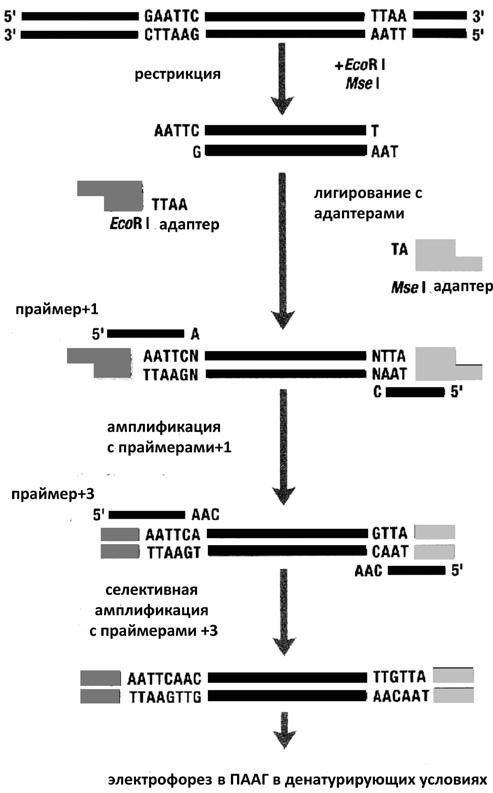 5' GAATTC TTAA 3'
3' CTTAAG AATT 5'
рестрикция
+EcoR I
Mse I
AATTC T
G AAT
TTAA
EcoR I адаптер
лигирование с
адаптерами
TA
Mse I адаптер
праймер+1
5' A
AATTCN NTTA
TTAAGN NAAT
C 5'
амплификация
с праймерами+1
праймер+3
5' AAC
AATTCA GTTA
TTAAGT CAAT
AAC 5'
селективная
амплификация
с праймерами +3
AATTCAAC TTGTTA
TTAAGTTG AACAAT
электрофорез в ПААГ в денатурирующих условиях